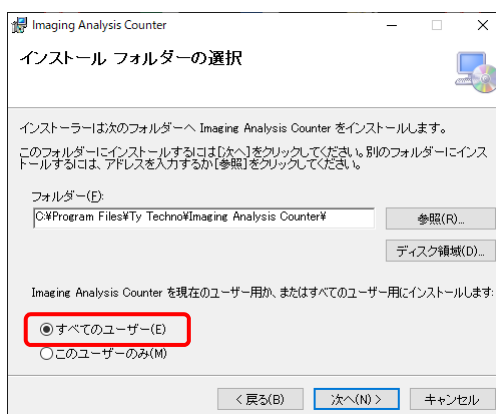 Imaging Analysis Counter
インストール フォルダーの選択
インストーラーは次のフォルダーへ Imaging Analysis Counter をインストールします。
このフォルダーにインストールするには[次へ]をクリックしてください。別のフォルダーにインス
トールするには、アドレスを入力するか[参照]をクリックしてください。
フォルダー(F):
C:¥Program Files¥Ty Techno¥Imaging Analysis Counter¥
参照(R)...
ディスク領域(D)...
Imaging Analysis Counter を現在のユーザー用か、またはすべてのユーザー用にインストールします:
すべてのユーザー(E)
このユーザーのみ(M)
< 戻る(B)
次へ(N) >
キャンセル